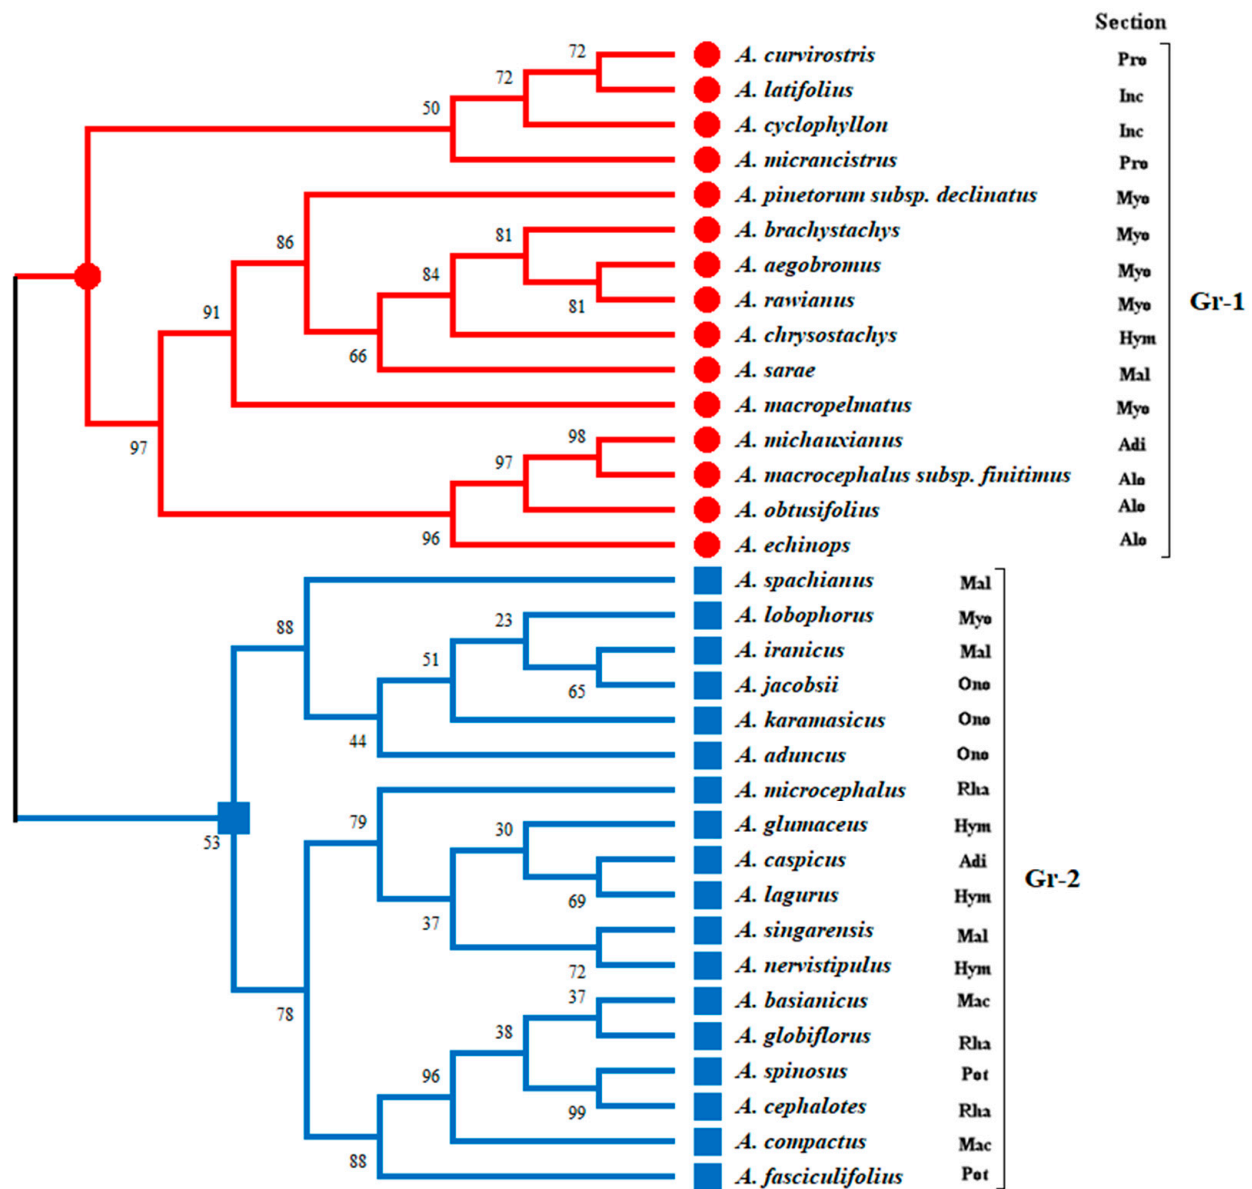 Section
72 A. curvirostris Pro
72 A. latifolius Inc
50 A. cyclophyllon Inc
A. micrancistrus Pro
A. pinetorum subsp. declinatus Myo
86 81 A. brachystachys Myo
84 A. aegobromus Myo
91 81 A. rawianus Myo Gr-1
A. chrysostachys Hym
66 A. sarae Mal
A. macropelmatus Myo
97 98 A. michauxianus Adi
97 A. macrocephalus subsp. finitimus Alo
A. obtusifolius Alo
96 A. echinops Alo
A. spachianus Mal
88 23 A. lobophorus Myo
51 A. iranicus Mal
65 A. jacobsii Ono
A. karamasicus Ono
44 A. aduncus Ono
A. microcephalus Rha
53 79 30 A. glumaceus Hym
A. caspicus Adi
69 A. lagurus Hym Gr-2
37 A. singarensis Mal
72 A. nervistipulus Hym
78 37 A. basianicus Mac
38 A. globiflorus Rha
96 A. spinosus Pot
99 A. cephalotes Rha
A. compactus Mac
88 A. fasciculifolius Pot